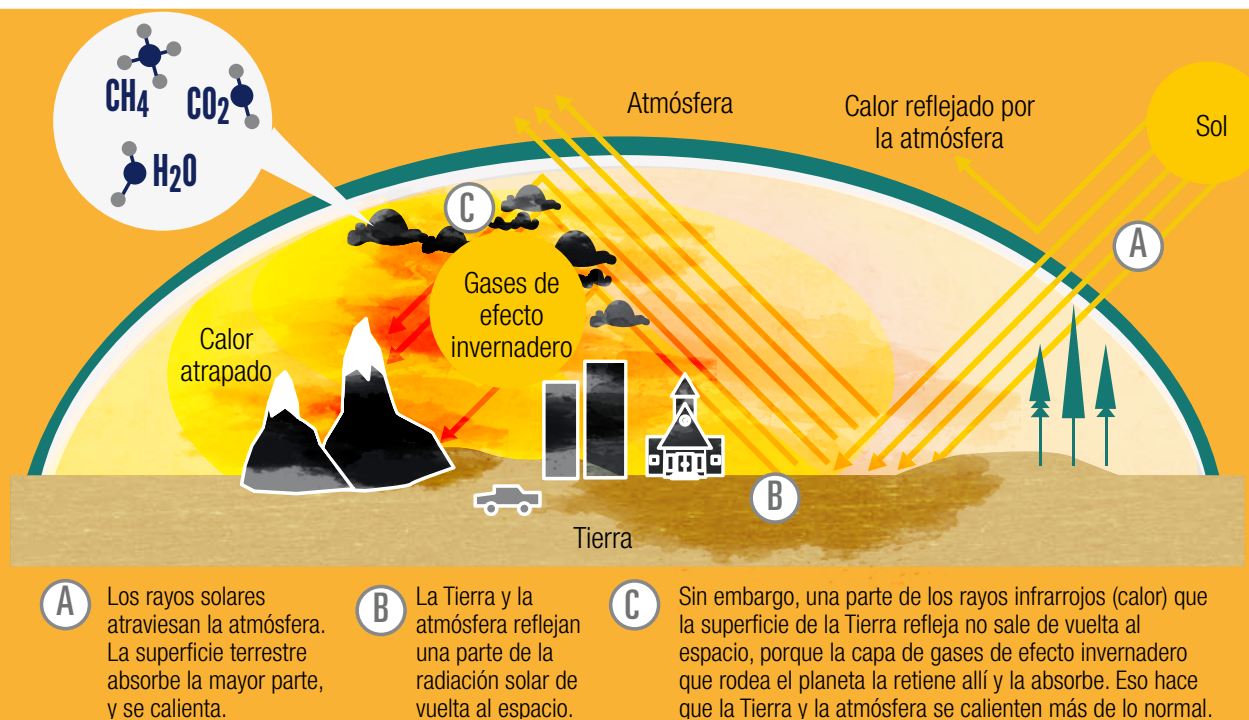 CH4
CO2
H2O
Atmósfera
Calor reflejado por
la atmósfera
Sol
C
A
Gases de
efecto
invernadero
Calor
atrapado
B
Tierra
A
Los rayos solares
atraviesan la atmósfera.
La superficie terrestre
absorbe la mayor parte,
y se calienta.
B
La Tierra y la
atmósfera reflejan
una parte de la
radiación solar de
vuelta al espacio.
C
Sin embargo, una parte de los rayos infrarrojos (calor) que
la superficie de la Tierra refleja no sale de vuelta al
espacio, porque la capa de gases de efecto invernadero
que rodea el planeta la retiene allí y la absorbe. Eso hace
que la Tierra y la atmósfera se calienten más de lo normal.